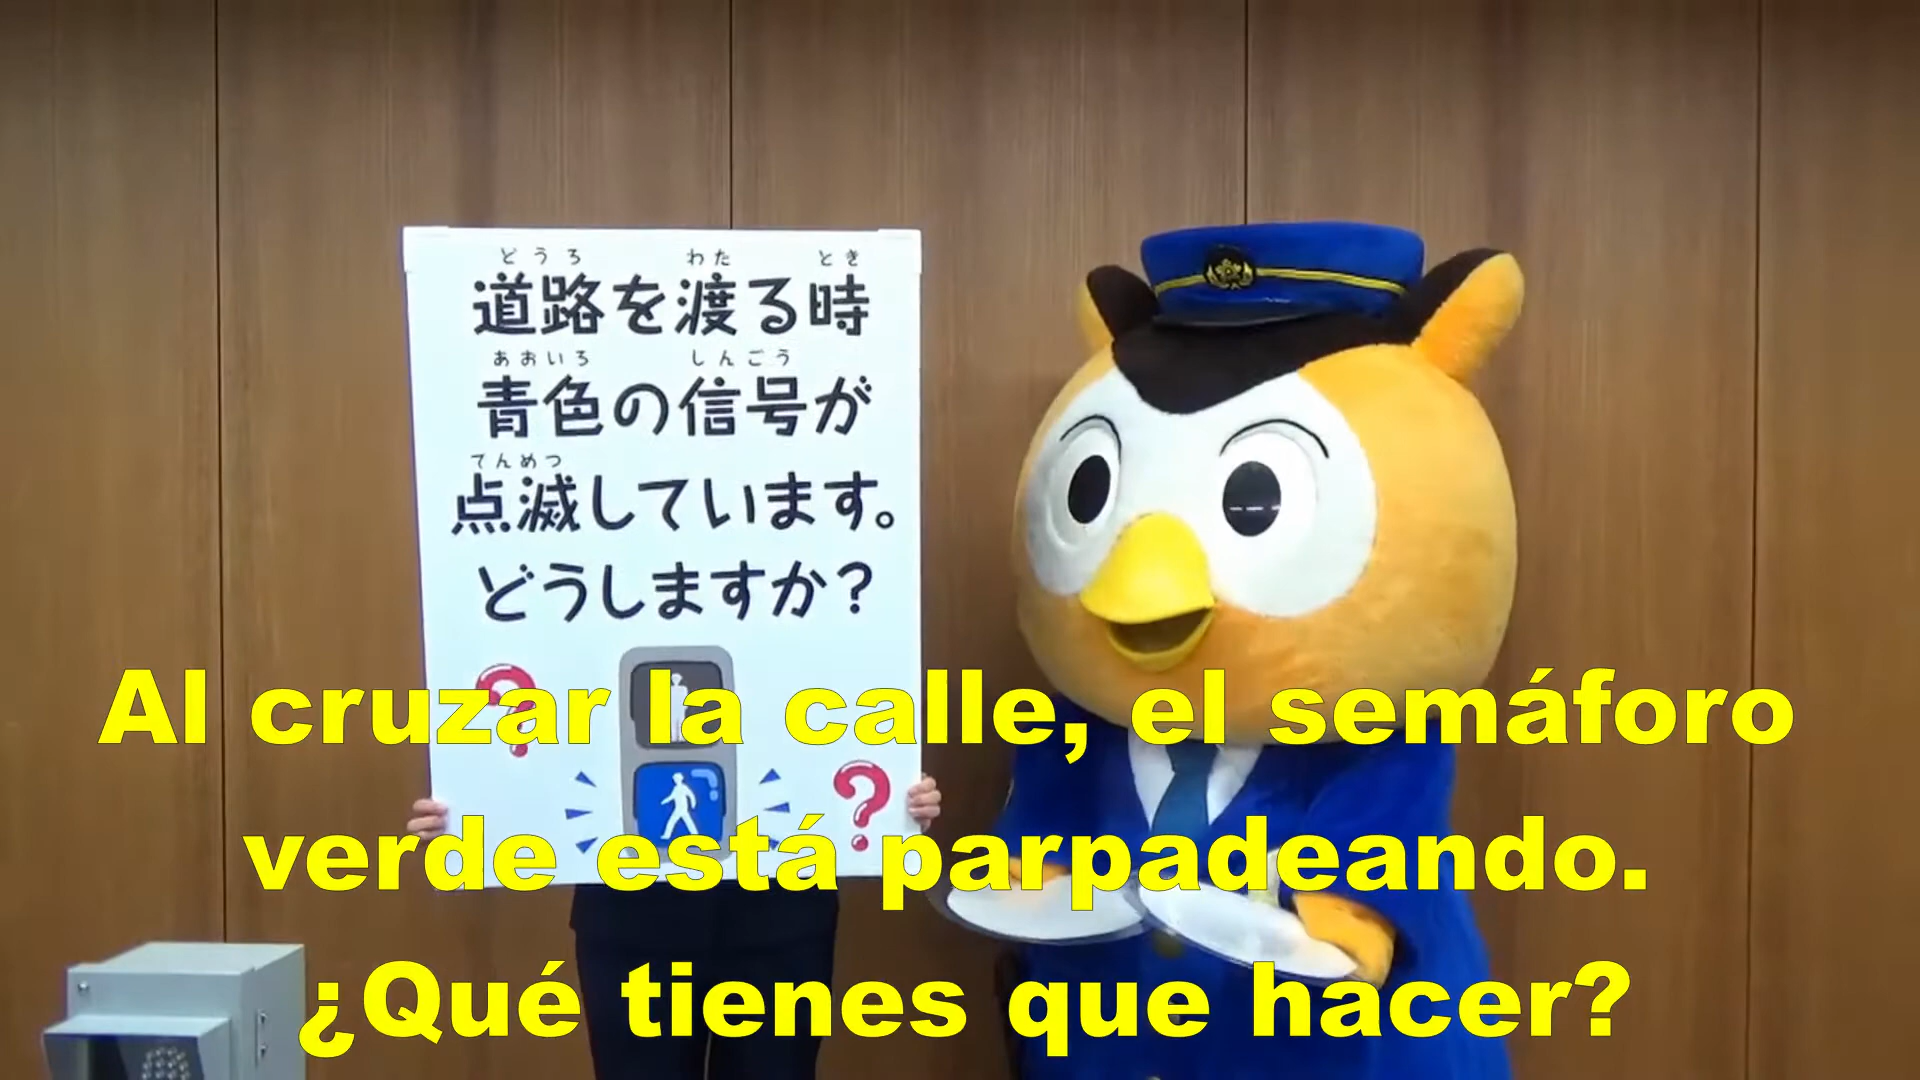 どうろ わた とき
道路を渡る時
あおいろ しんごう
青色の信号が
てんめつ
点滅しています。
どうしますか?
Al cruzar la calle, el semáforo
verde está parpadeando.
¿Qué tienes que hacer?